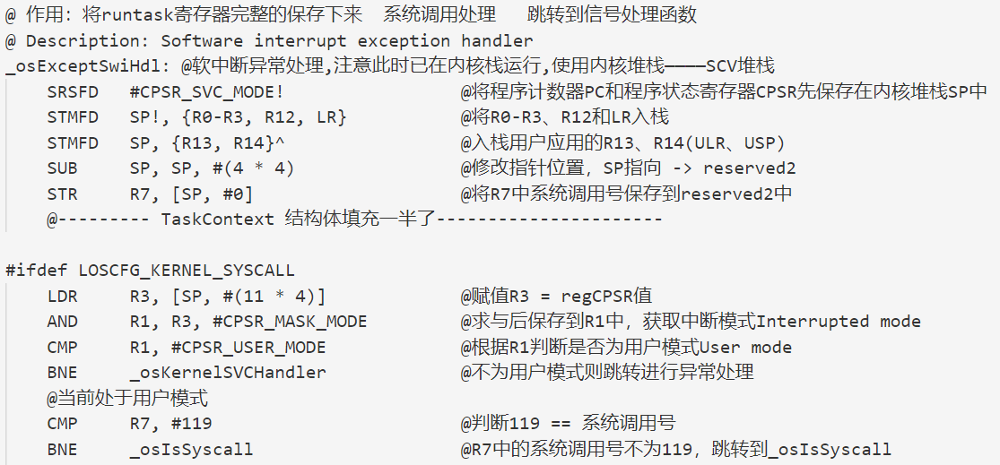 @ 作用: 将runtask寄存器完整的保存下来  系统调用处理   跳转到信号处理函数
@ Description: Software interrupt exception handler
_osExceptSwiHdl: @软中断异常处理,注意此时已在内核栈运行,使用内核堆栈————SCV堆栈
    SRSFD   #CPSR_SVC_MODE!                 @将程序计数器PC和程序状态寄存器CPSR先保存在内核堆栈SP中
    STMFD   SP!, {R0-R3, R12, LR}           @将R0-R3、R12和LR入栈
    STMFD   SP, {R13, R14}^                 @入栈用户应用的R13、R14(ULR、USP)
    SUB     SP, SP, #(4 * 4)                @修改指针位置, SP指向 -> reserved2
    STR     R7, [SP, #0]                    @将R7中系统调用号保存到reserved2中
    @--------- TaskContext 结构体填充一半了----------------------
#ifdef LOSCFG_KERNEL_SYSCALL
    LDR     R3, [SP, #(11 * 4)]             @赋值R3 = regCPSR值
    AND     R1, R3, #CPSR_MASK_MODE         @求与后保存到R1中, 获取中断模式Interrupted mode
    CMP     R1, #CPSR_USER_MODE             @根据R1判断是否为用户模式User mode
    BNE     _osKernelSVCHandler             @不为用户模式则跳转进行异常处理
    @当前处于用户模式
    CMP     R7, #119                        @判断119 == 系统调用号
    BNE     _osIsSyscall                    @R7中的系统调用号不为119, 跳转到_osIsSyscall